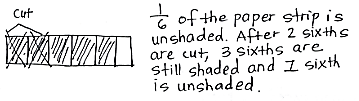 Cut
1/6 of the paper strip is
unshaded. After 2 sixths
are cut, 3 sixths are
still shaded and 1 sixth
is unshaded.